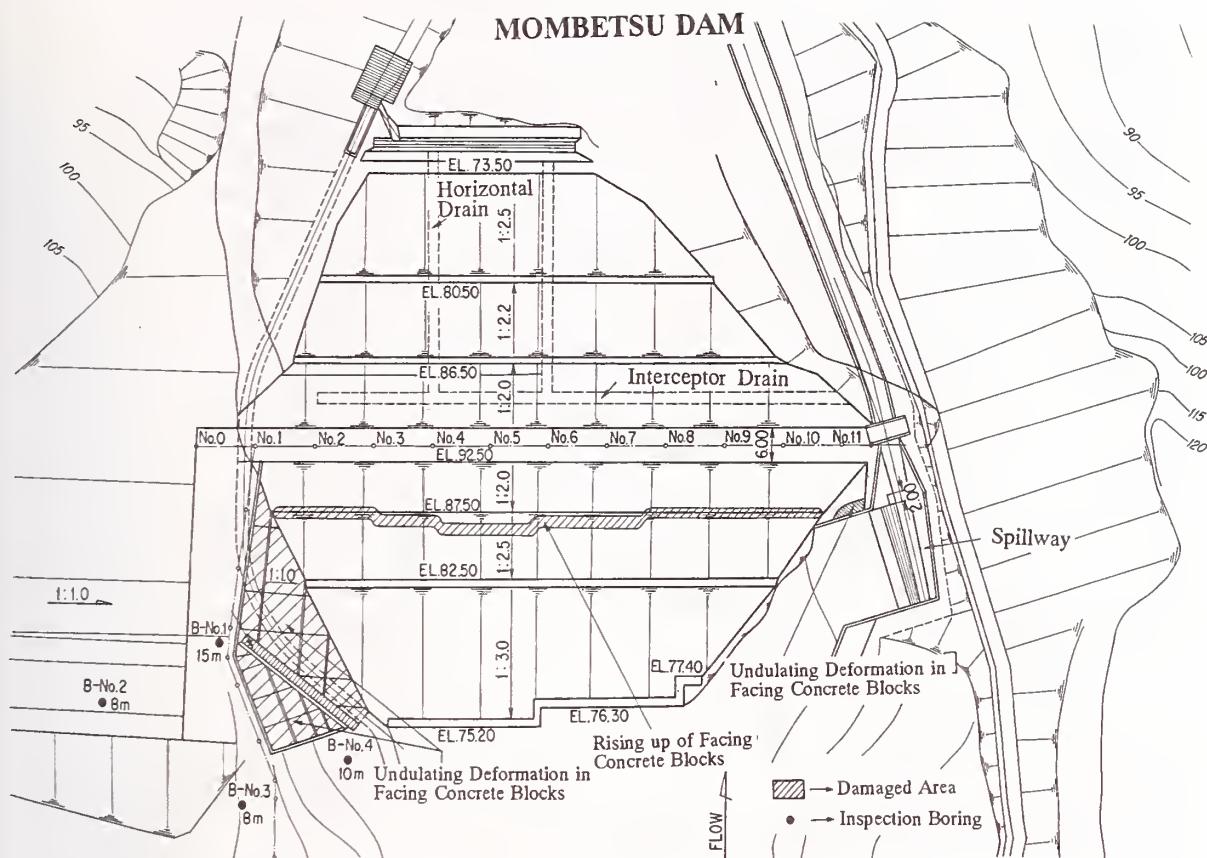 MOMBETSU DAM
95
100
105
90
95
100
105
100
115
120
EL. 73.50
Horizontal
Drain
1:2.5
EL.80.50
1:2.2
EL.86.50
1:2.0
Interceptor Drain
No.0
No.1
No.2
No.3
No.4
No.5
No.6
No.7
No.8
No.9
No.10
No.11
6.00
EL.92.50
1:2.0
EL.87.50
2.00
Spillway
1:2.5
EL.82.50
1:1.0
1:1.0
B-No.1
15m
B-No.2
8m
1:3.0
EL.77.40
EL.76.30
EL.75.20
Undulating Deformation in
Facing Concrete Blocks
Rising up of Facing
Concrete Blocks
B-No.4
10m
Undulating Deformation in
Facing Concrete Blocks
B-No.3
8m
FLOW
Damaged Area
Inspection Boring